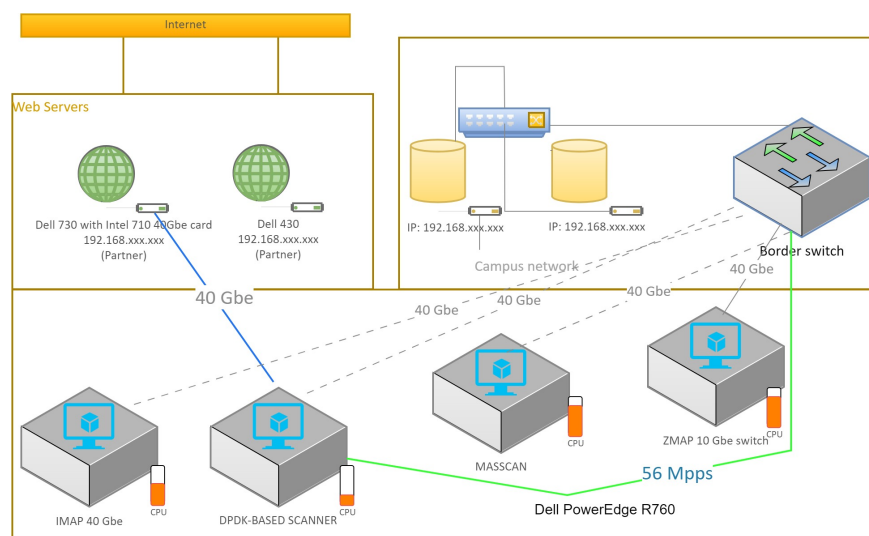 Internet
Web Servers
Dell 730 with Intel 710 40Gbe card
192.168.xxx.xxx
(Partner)
Dell 430
192.168.xxx.xxx
(Partner)
IP: 192.168.xxx.xxx
IP: 192.168.xxx.xxx
Campus network
Border switch
40 Gbe
40 Gbe
40 Gbe
40 Gbe
40 Gbe
ZMAP 10 Gbe switch
CPU
MASSCAN
CPU
56 Mpps
IMAP 40 Gbe
CPU
DPDK-BASED SCANNER
CPU
Dell PowerEdge R760